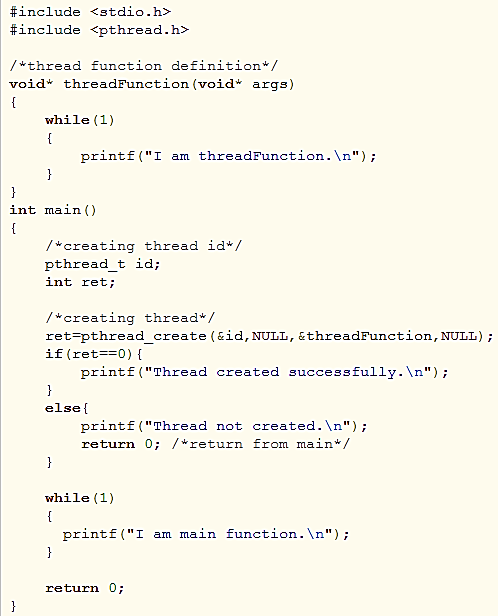 #include <stdio.h>
#include <pthread.h>

/*thread function definition*/
void* threadFunction(void* args)
{
    while(1)
    {
        printf("I am threadFunction.\n");
    }
}
int main()
{
    /*creating thread id*/
    pthread_t id;
    int ret;

    /*creating thread*/
    ret=pthread_create(&id,NULL,&threadFunction,NULL);
    if(ret==0){
        printf("Thread created successfully.\n");
    }
    else{
        printf("Thread not created.\n");
        return 0; /*return from main*/
    }

    while(1)
    {
      printf("I am main function.\n");
    }

    return 0;
}